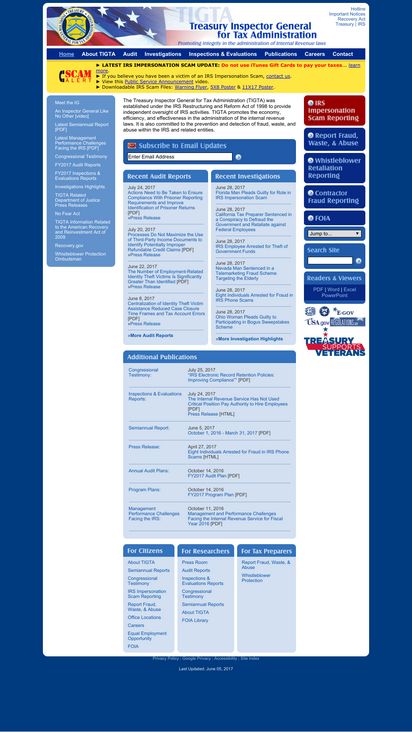 Hotline
Important Notices
Recovery Act
Treasury | IRS
TIGTA
Treasury Inspector General
for Tax Administration
Promoting integrity in the administration of internal revenue laws
Home About TIGTA Audit Investigations Inspections & Evaluations Publications Careers Contact
SCAM ALERT
► LATEST IRS IMPERSONATION SCAM UPDATE: Do not use iTunes Gift Cards to pay your taxes... learn
more.
► If you believe you have been a victim of an IRS Impersonation Scam, contact us.
► View this Public Service Announcement video.
► Downloadable IRS Scam Files: Warning Flyer, 5X8 Poster & 11X17 Poster.
Meet the IG
An Inspector General Like
No Other [video]
Latest Semiannual Report
[PDF]
Latest Management
Performance Challenges
Facing the IRS [PDF]
Congressional Testimony
FY2017 Audit Reports
FY2017 Inspections &
Evaluations Reports
Investigations Highlights
TIGTA Related
Department of Justice
Press Releases
No Fear Act
TIGTA Information Related
to the American Recovery
and Reinvestment Act of
2009
Recovery.gov
Whistleblower Protection
Ombudsman
The Treasury Inspector General for Tax Administration (TIGTA) was
established under the IRS Restructuring and Reform Act of 1998 to provide
independent oversight of IRS activities. TIGTA promotes the economy,
efficiency, and effectiveness in the administration of the internal revenue
laws. It is also committed to the prevention and detection of fraud, waste, and
abuse within the IRS and related entities.
Subscribe to Email Updates
Enter Email Address
Recent Audit Reports
July 24, 2017
Actions Need to Be Taken to Ensure
Compliance With Prisoner Reporting
Requirements and Improve
Identification of Prisoners Returns
[PDF]
»Press Release
July 20, 2017
Processes Do Not Maximize the Use
of Third-Party Income Documents to
Identify Potentially Improper
Refundable Credit Claims [PDF]
»Press Release
June 22, 2017
The Number of Employment-Related
Identity Theft Victims Is Significantly
Greater Than Identified [PDF]
»Press Release
June 8, 2017
Centralization of Identity Theft Victim
Assistance Reduced Case Closure
Time Frames and Tax Account Errors
[PDF]
»Press Release
»More Audit Reports
Recent Investigations
June 28, 2017
Florida Man Pleads Guilty for Role in
IRS Impersonation Scam
June 28, 2017
California Tax Preparer Sentenced in
a Conspiracy to Defraud the
Government and Retaliate against
Federal Employees
June 28, 2017
IRS Employee Arrested for Theft of
Government Funds
June 28, 2017
Nevada Men Sentenced in a
Telemarketing Fraud Scheme
Targeting the Elderly
June 28, 2017
Eight individuals Arrested for Fraud in
IRS Phone Scams
June 28, 2017
Ohio Woman Pleads Guilty to
Participating in Bogus Sweepstakes
Scheme
»More Investigation Highlights
IRS
Impersonation
Scam Reporting
Report Fraud,
Waste, & Abuse
Whistleblower
Retaliation
Reporting
Contractor
Fraud Reporting
FOIA
Jump to...
Search Site
Readers & Viewers
PDF | Word | Excel
PowerPoint
E-GOV
USA.gov
REGULATIONS
TREASURY
SUPPORTS
VETERANS
Additional Publications
Congressional
Testimony:
July 25, 2017
"IRS Electronic Record Retention Policies:
Improving Compliance" [PDF]
Inspections & Evaluations
Reports:
July 24, 2017
The Internal Revenue Service Has Not Used
Critical Position Pay Authority to Hire Employees
[PDF]
Press Release [HTML]
Semiannual Report:
June 5, 2017
October 1, 2016 - March 31, 2017 [PDF]
Press Release:
April 27, 2017
Eight Individuals Arrested for Fraud in IRS Phone
Scams [HTML]
Annual Audit Plans:
October 14, 2016
FY2017 Audit Plan [PDF]
Program Plans:
October 14, 2016
FY2017 Program Plan [PDF]
Management
Performance Challenges
Facing the IRS:
October 11, 2016
Management and Performance Challenges
Facing the Internal Revenue Service for Fiscal
Year 2016 [PDF]
For Citizens
About TIGTA
Semiannual Reports
Congressional
Testimony
IRS Impersonation
Scam Reporting
Report Fraud,
Waste, & Abuse
Office Locations
Careers
Equal Employment
Opportunity
FOIA
For Researchers
Press Room
Audit Reports
Inspections &
Evaluations Reports
Congressional
Testimony
Semiannual Reports
About TIGTA
FOIA Library
For Tax Preparers
Report Fraud, Waste, &
Abuse
Whistleblower
Protection
Privacy Policy | Google Privacy | Accessibility | Site Index
Last Updated: June 05, 2017